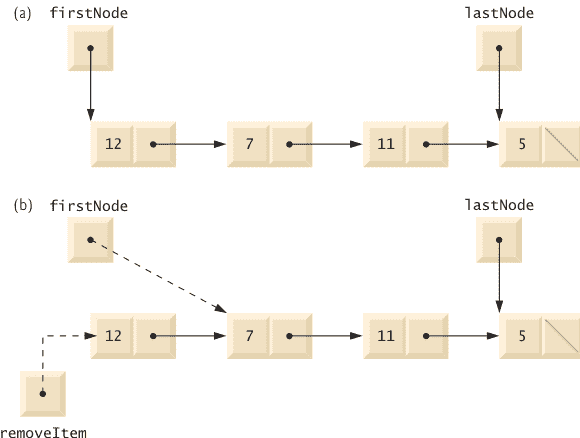 (a) firstNode lastNode
12 7 11 5
(b) firstNode lastNode
12 7 11 5
removeItem